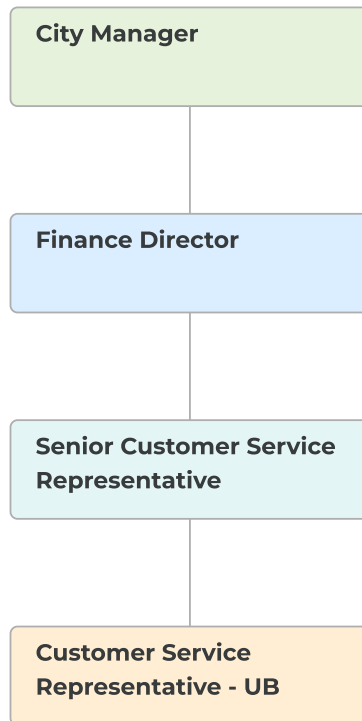 City Manager
Finance Director
Senior Customer Service
Representative
Customer Service
Representative - UB